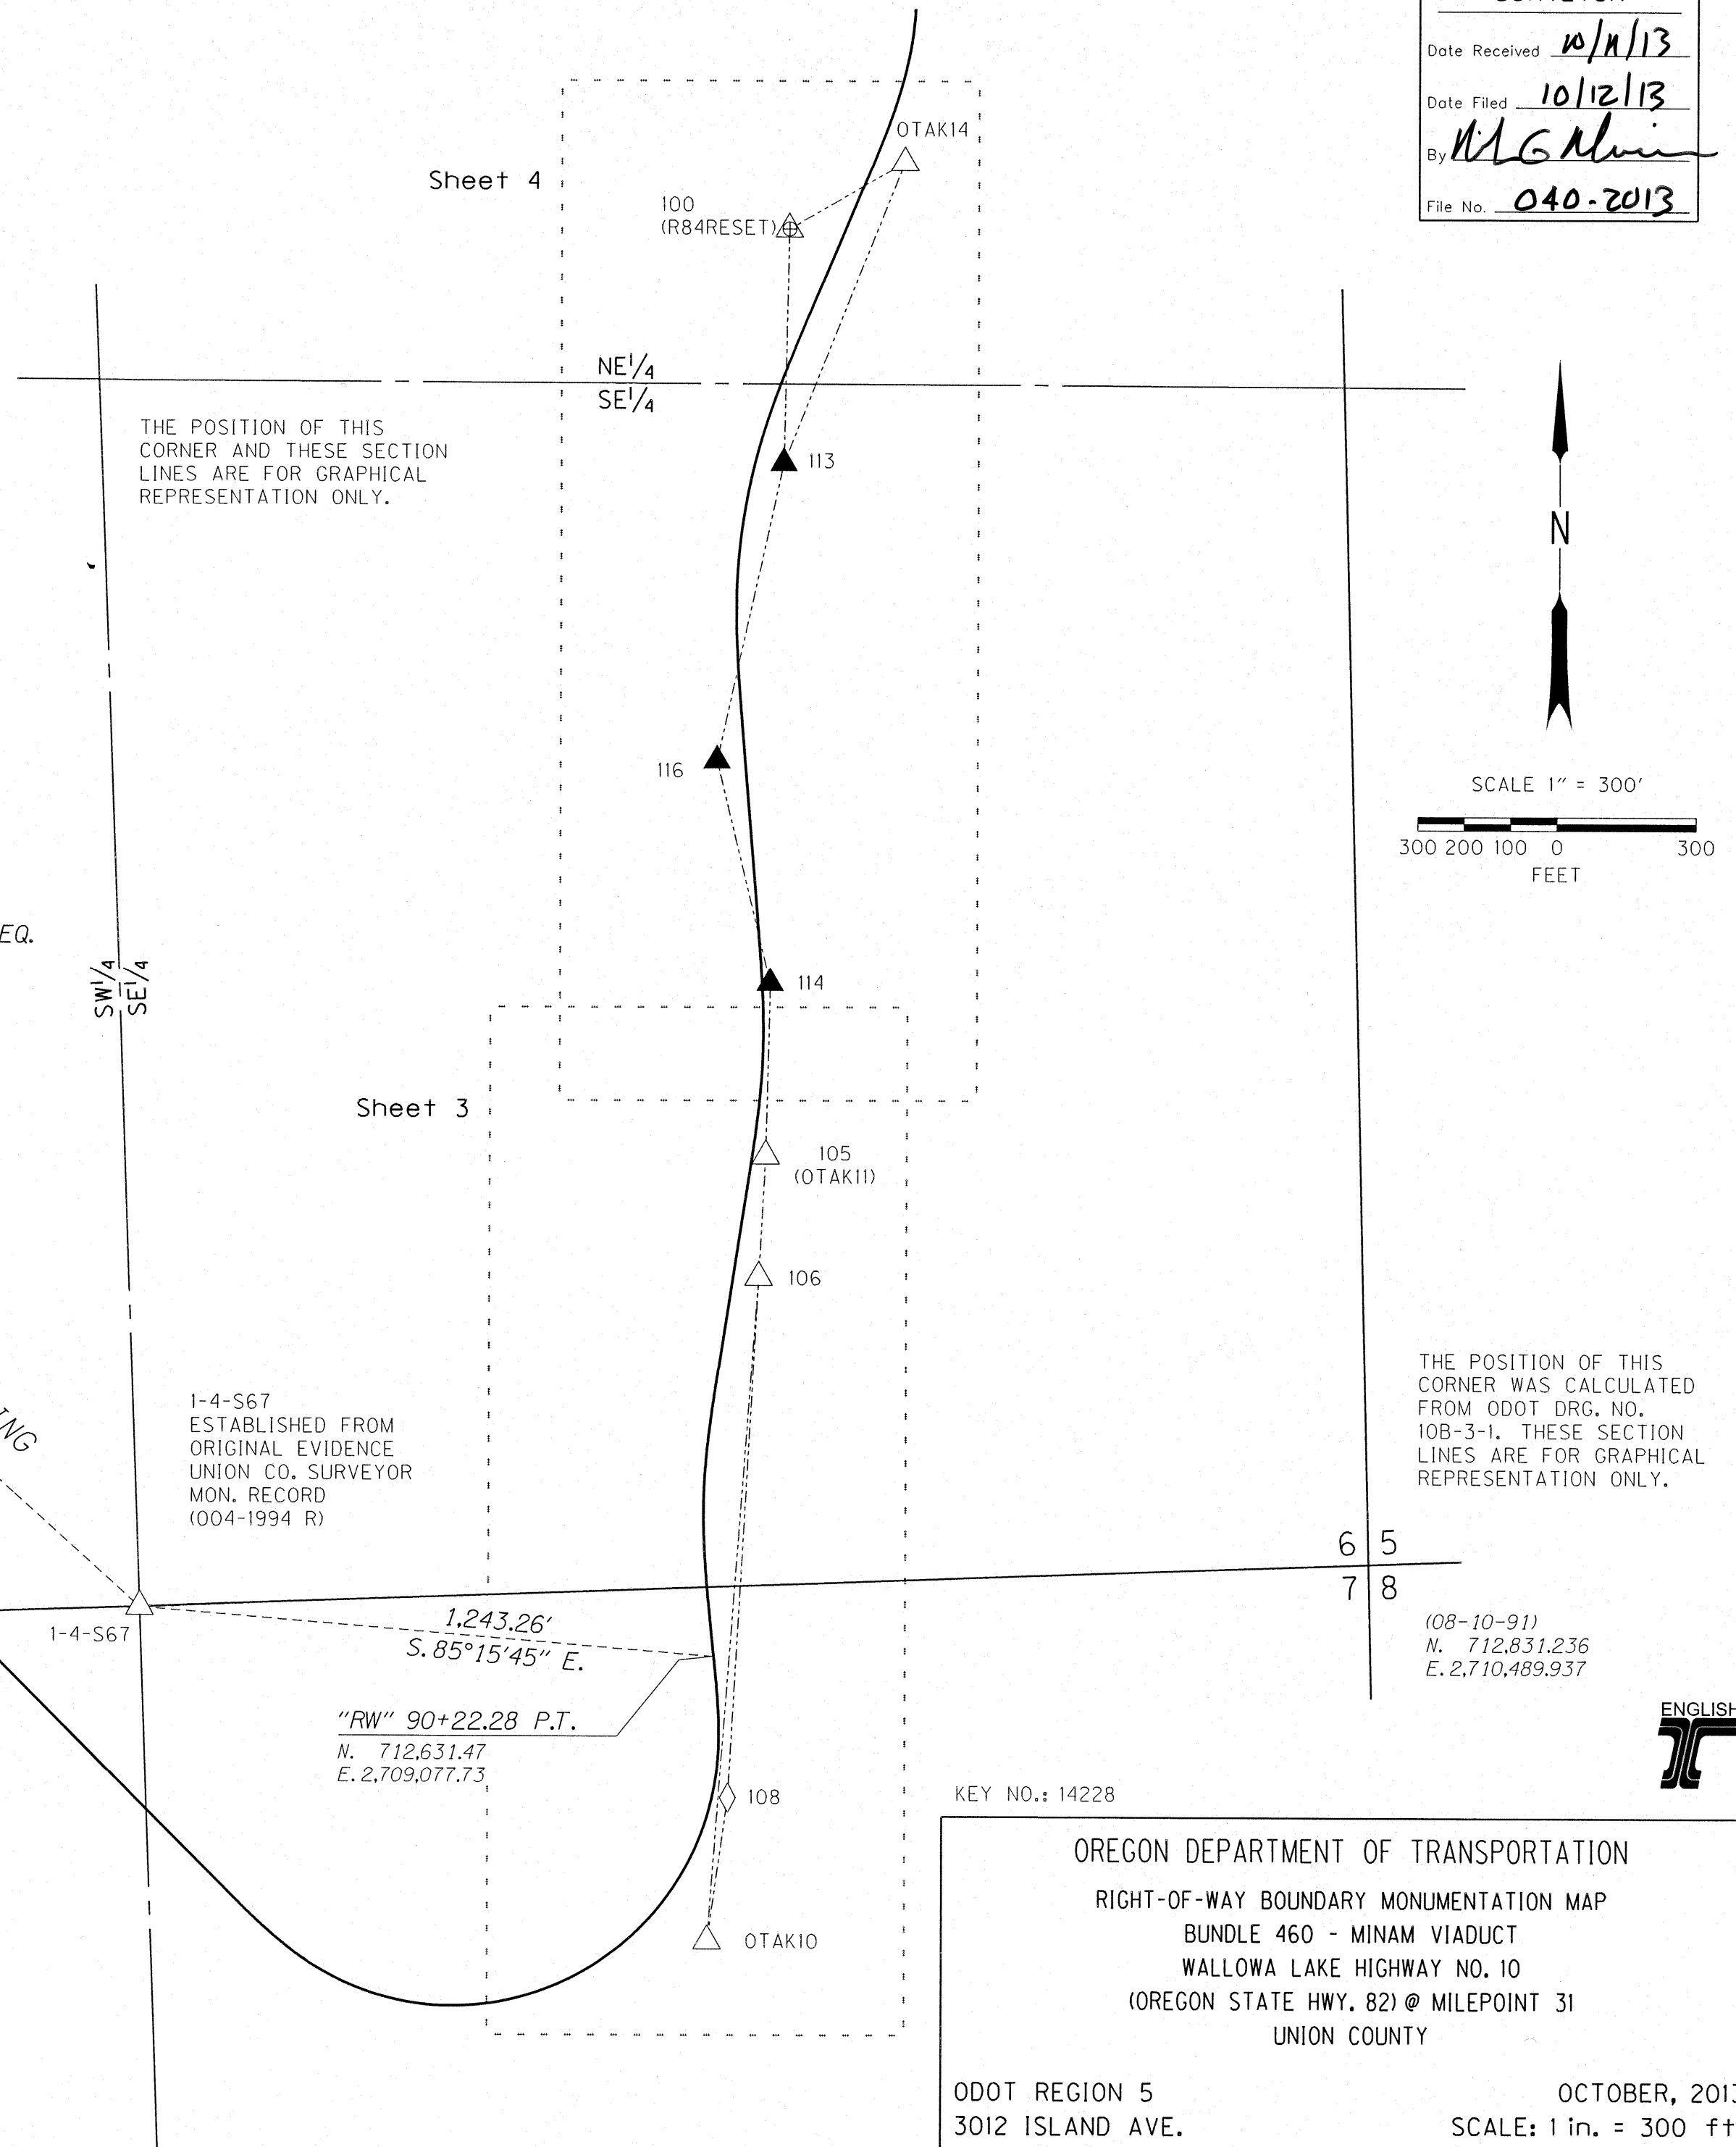 Date Received 10/11/13
Date Filed 10/12/13
By
File No. 040-2013
OTAK14
Sheet 4
100
(R84RESET)
NE1/4
SE1/4
THE POSITION OF THIS
CORNER AND THESE SECTION
LINES ARE FOR GRAPHICAL
REPRESENTATION ONLY.
113
N
116
SCALE 1" = 300'
300 200 100 0 300
FEET
EQ.
SW1/4
SE1/4
114
Sheet 3
105
(OTAK11)
106
THE POSITION OF THIS
CORNER WAS CALCULATED
FROM ODOT DRG. NO.
10B-3-1. THESE SECTION
LINES ARE FOR GRAPHICAL
REPRESENTATION ONLY.
ING
1-4-S67
ESTABLISHED FROM
ORIGINAL EVIDENCE
UNION CO. SURVEYOR
MON. RECORD
(004-1994 R)
6 5
7 8
1-4-S67
1,243.26'
S. 85°15'45" E.
(08-10-91)
N. 712,831.236
E. 2,710,489.937
"RW" 90+22.28 P.T.
N. 712,631.47
E. 2,709,077.73
ENGLISH
108
KEY NO.: 14228
OTAK10
OREGON DEPARTMENT OF TRANSPORTATION
RIGHT-OF-WAY BOUNDARY MONUMENTATION MAP
BUNDLE 460 - MINAM VIADUCT
WALLOWA LAKE HIGHWAY NO. 10
(OREGON STATE HWY. 82) @ MILEPOINT 31
UNION COUNTY
ODOT REGION 5
OCTOBER, 2013
3012 ISLAND AVE.
SCALE: 1 in. = 300 ft